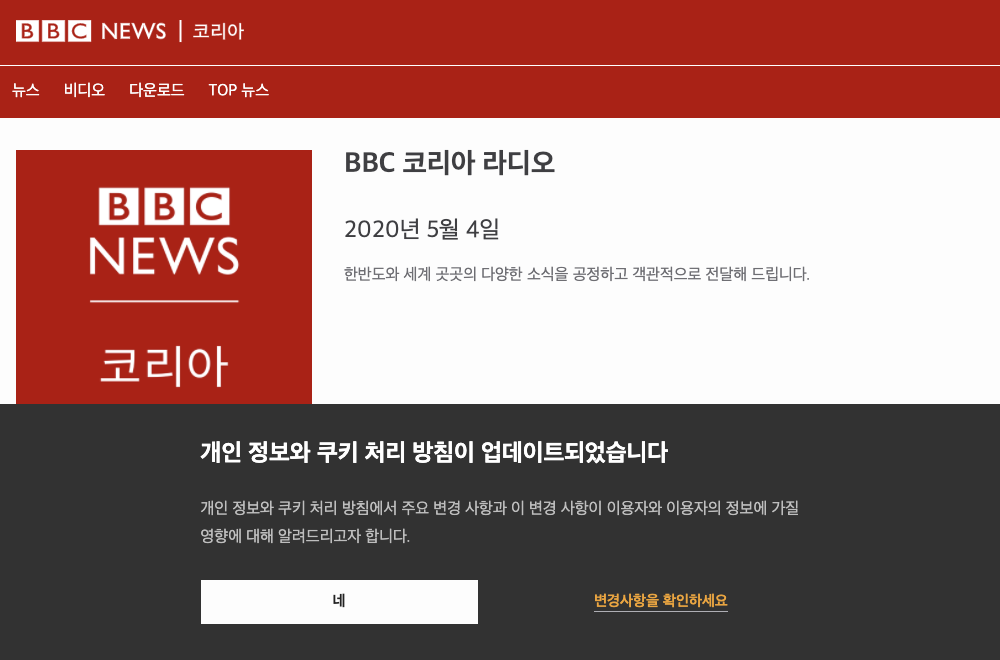 BBC NEWS | 코리아
뉴스 비디오 다운로드 TOP 뉴스
BBC
NEWS
코리아
BBC 코리아 라디오
2020년 5월 4일
한반도와 세계 곳곳의 다양한 소식을 공정하고 객관적으로 전달해 드립니다.
개인 정보와 쿠키 처리 방침이 업데이트되었습니다
개인 정보와 쿠키 처리 방침에서 주요 변경 사항과 이 변경 사항이 이용자와 이용자의 정보에 가질
영향에 대해 알려드리고자 합니다.
네
변경사항을 확인하세요